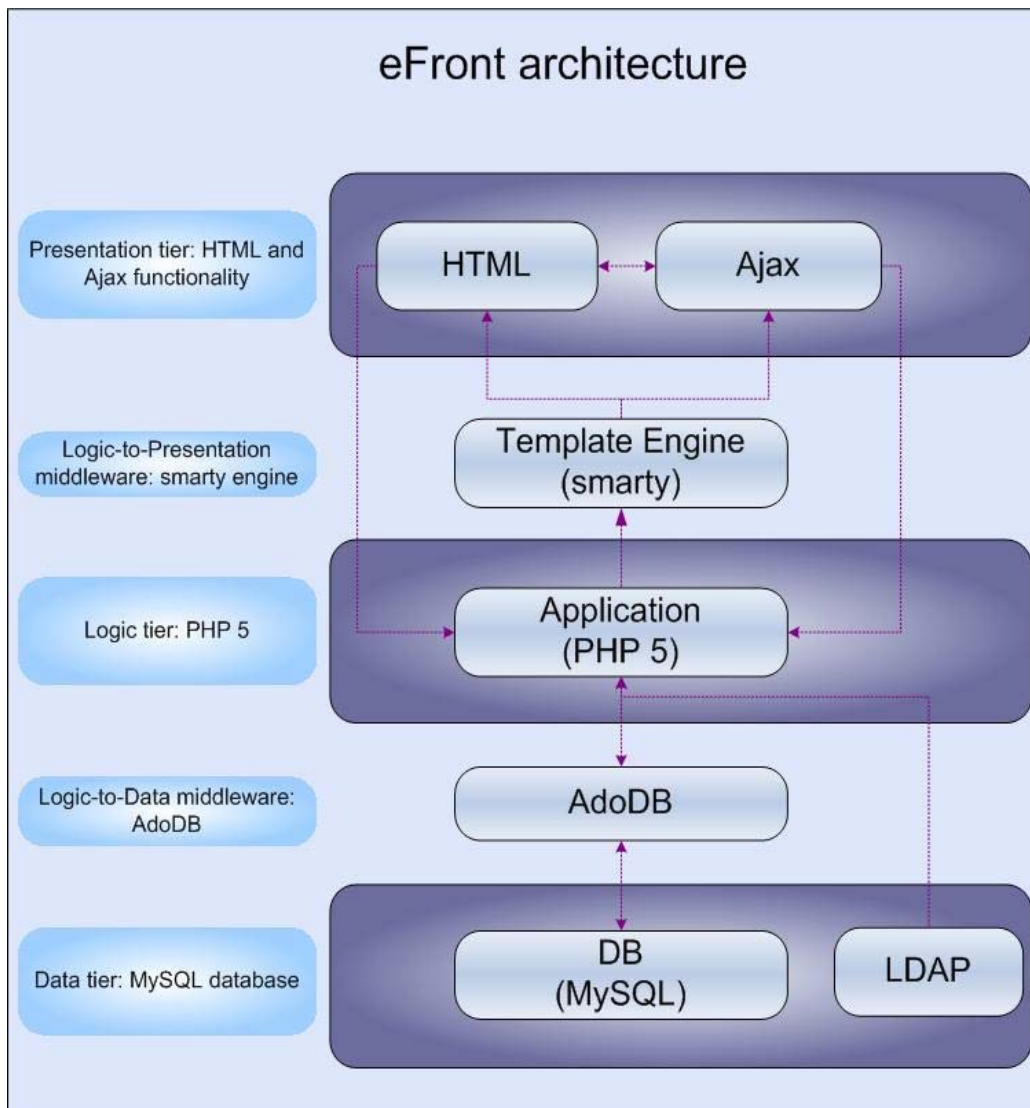 eFront architecture
Presentation tier: HTML and
Ajax functionality
HTML
Ajax
Logic-to-Presentation
middleware: smarty engine
Template Engine
(smarty)
Logic tier: PHP 5
Application
(PHP 5)
Logic-to-Data middleware:
AdoDB
AdoDB
Data tier: MySQL database
DB
(MySQL)
LDAP